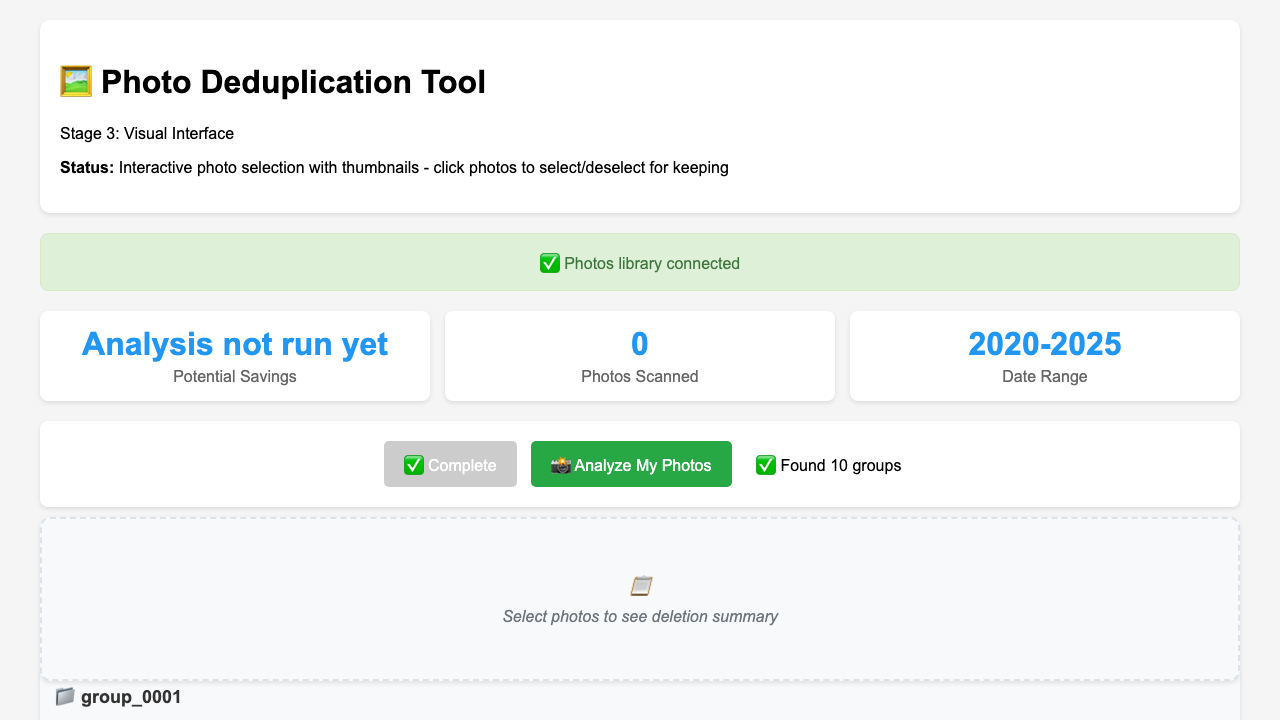 Photo Deduplication Tool
Stage 3: Visual Interface
Status: Interactive photo selection with thumbnails - click photos to select/deselect for keeping
✅ Photos library connected
Analysis not run yet
Potential Savings
0
Photos Scanned
2020-2025
Date Range
✅ Complete
📸 Analyze My Photos
✅ Found 10 groups
Select photos to see deletion summary
group_0001